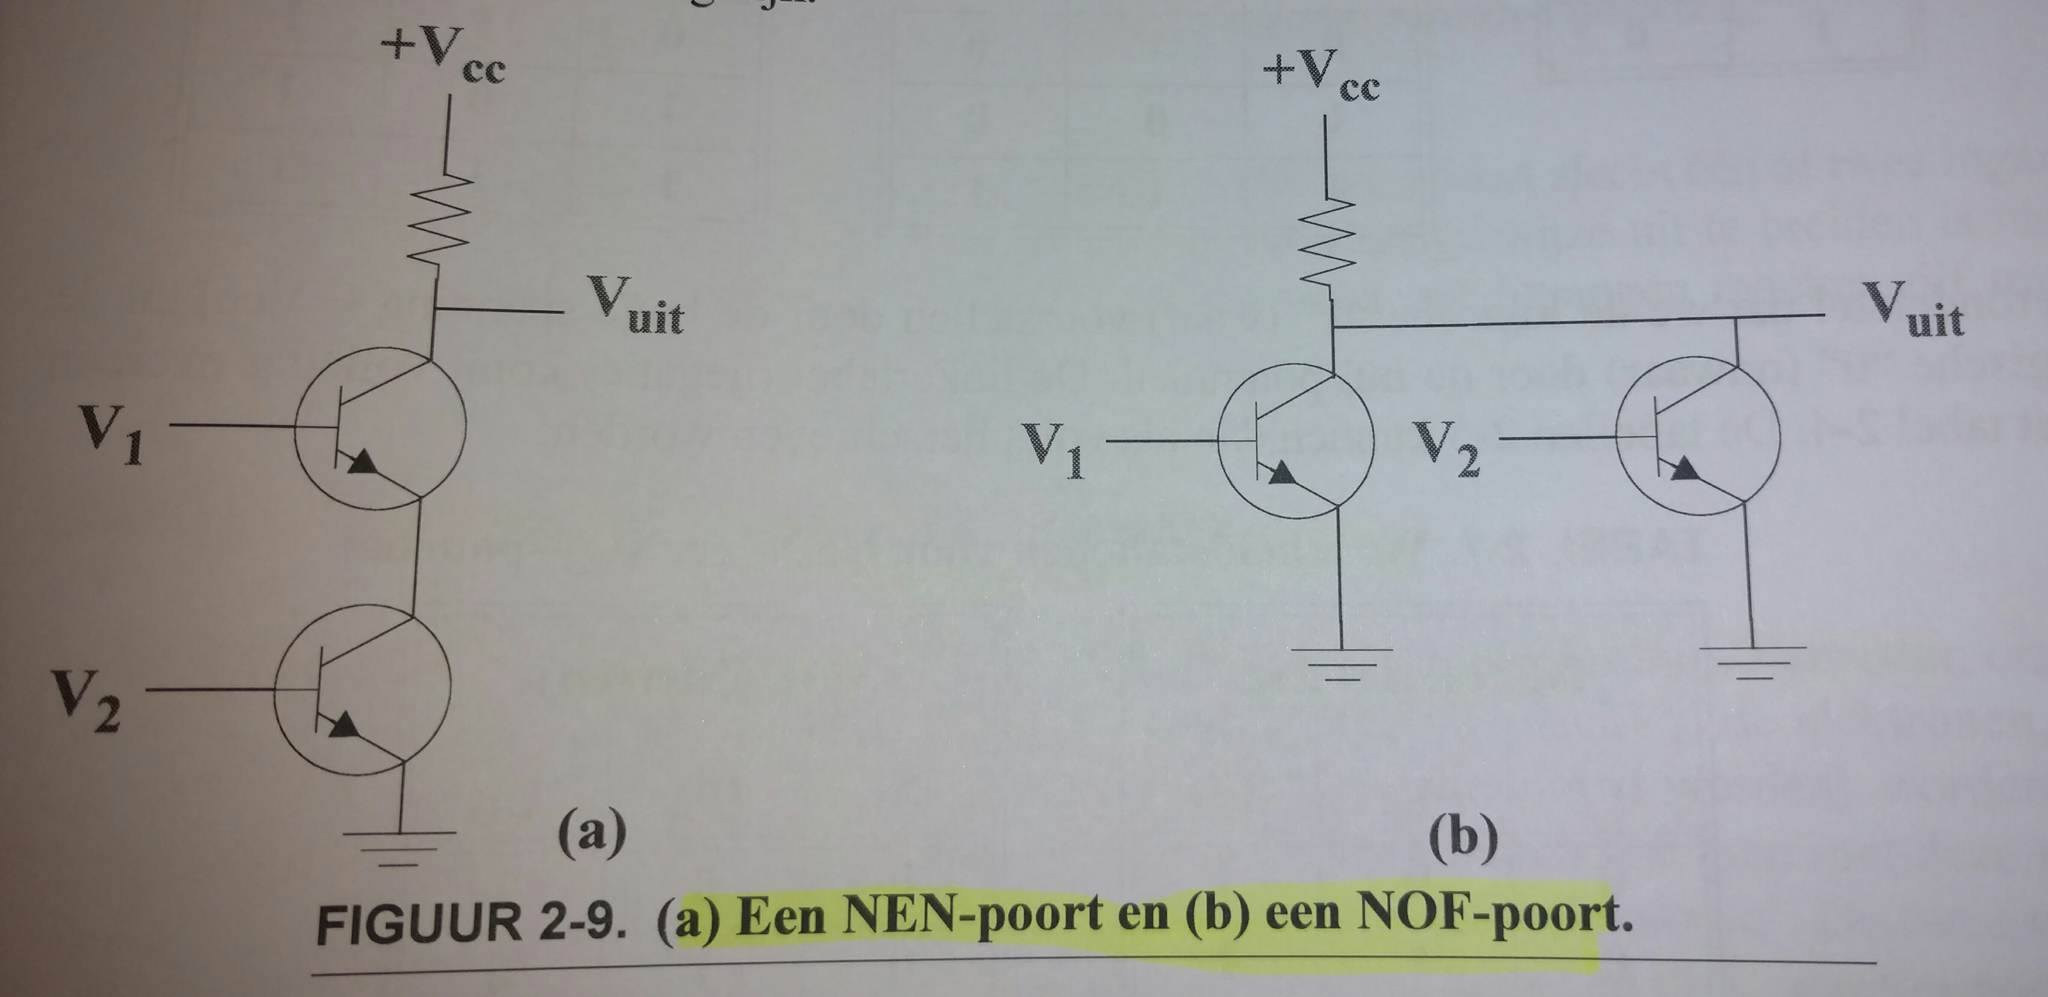 +Vcc
Vuit
V1
V2
(a)
+Vcc
Vuit
V1
V2
(b)
FIGUUR 2-9. (a) Een NEN-poort en (b) een NOF-poort.